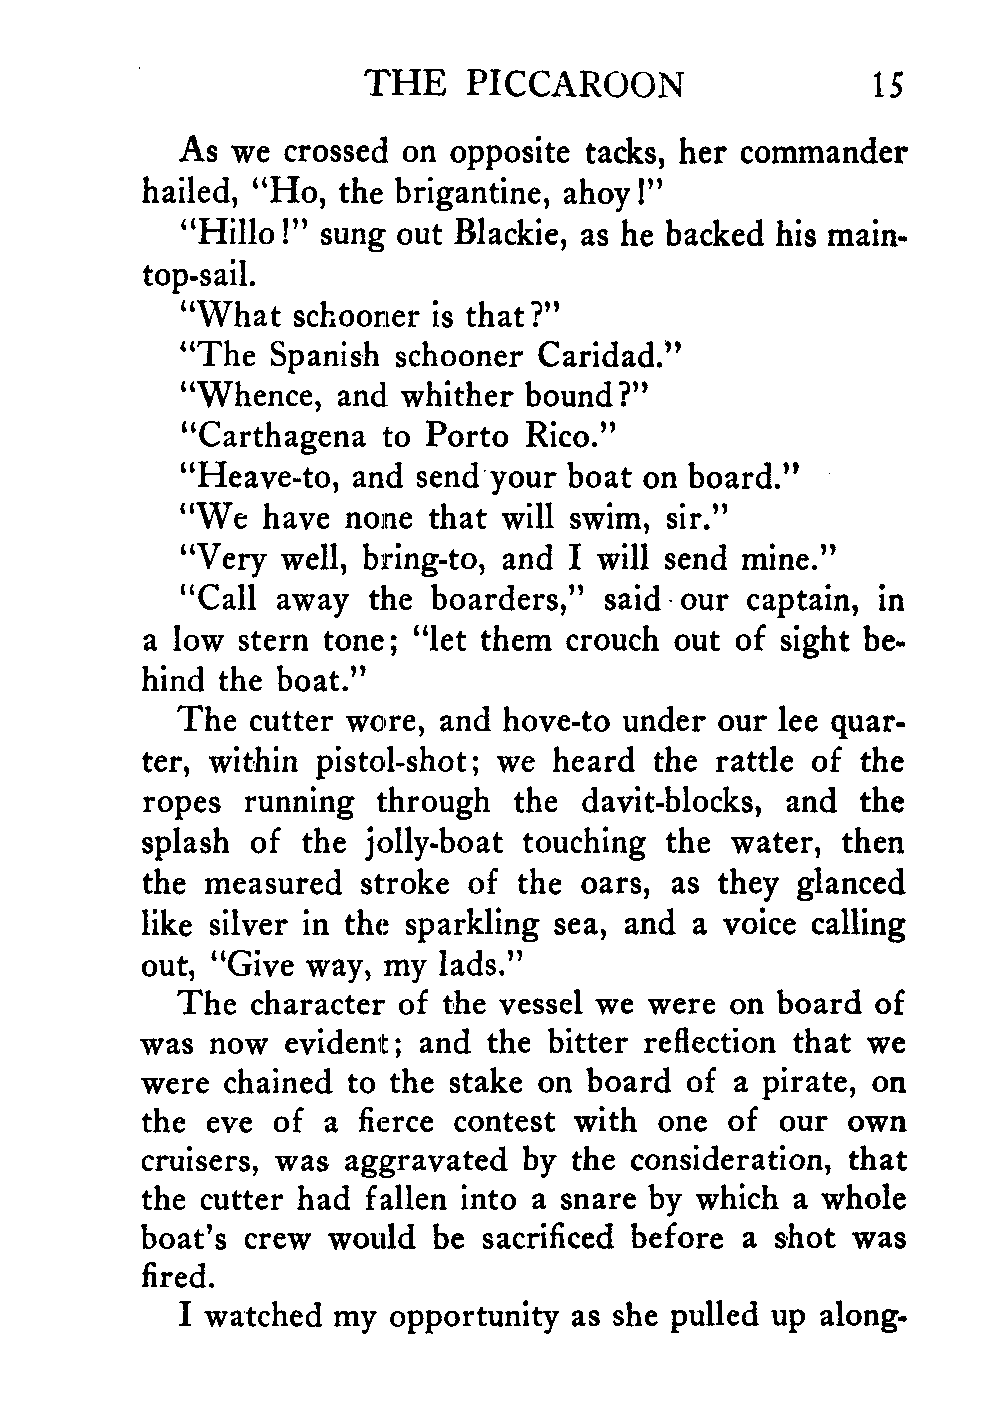 THE PICCAROON 15
As we crossed on opposite tacks, her commander
hailed, “Ho, the brigantine, ahoy!”
“Hillo!” sung out Blackie, as he backed his main-
top-sail.
“What schooner is that?”
“The Spanish schooner Caridad.”
“Whence, and whither bound?”
“Carthagena to Porto Rico.”
“Heave-to, and send your boat on board.”
“We have none that will swim, sir.”
“Very well, bring-to, and I will send mine.”
“Call away the boarders,” said our captain, in
a low stern tone; “let them crouch out of sight be-
hind the boat.”
The cutter wore, and hove-to under our lee quar-
ter, within pistol-shot; we heard the rattle of the
ropes running through the davit-blocks, and the
splash of the jolly-boat touching the water, then
the measured stroke of the oars, as they glanced
like silver in the sparkling sea, and a voice calling
out, “Give way, my lads.”
The character of the vessel we were on board of
was now evident; and the bitter reflection that we
were chained to the stake on board of a pirate, on
the eve of a fierce contest with one of our own
cruisers, was aggravated by the consideration, that
the cutter had fallen into a snare by which a whole
boat’s crew would be sacrificed before a shot was
fired.
I watched my opportunity as she pulled up along-